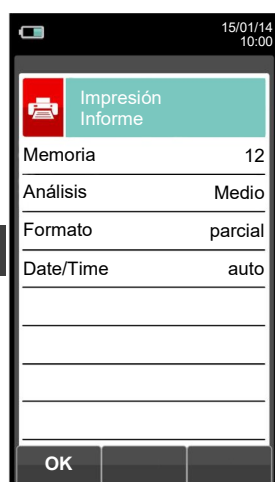 15/01/14
10:00
Impresión
Informe
Memoria 12
Análisis Medio
Formato parcial
Date/Time auto
OK